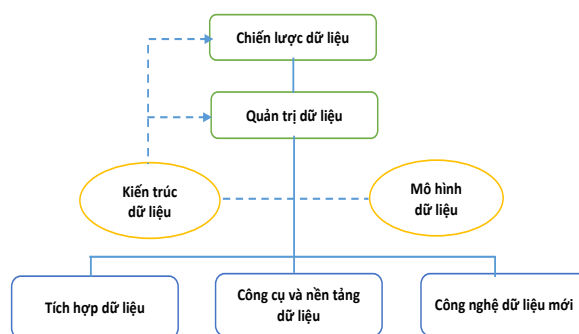 Chiến lược dữ liệu
Quản trị dữ liệu
Kiến trúc
dữ liệu
Mô hình
dữ liệu
Tích hợp dữ liệu
Công cụ và nền tảng
dữ liệu
Công nghệ dữ liệu mới